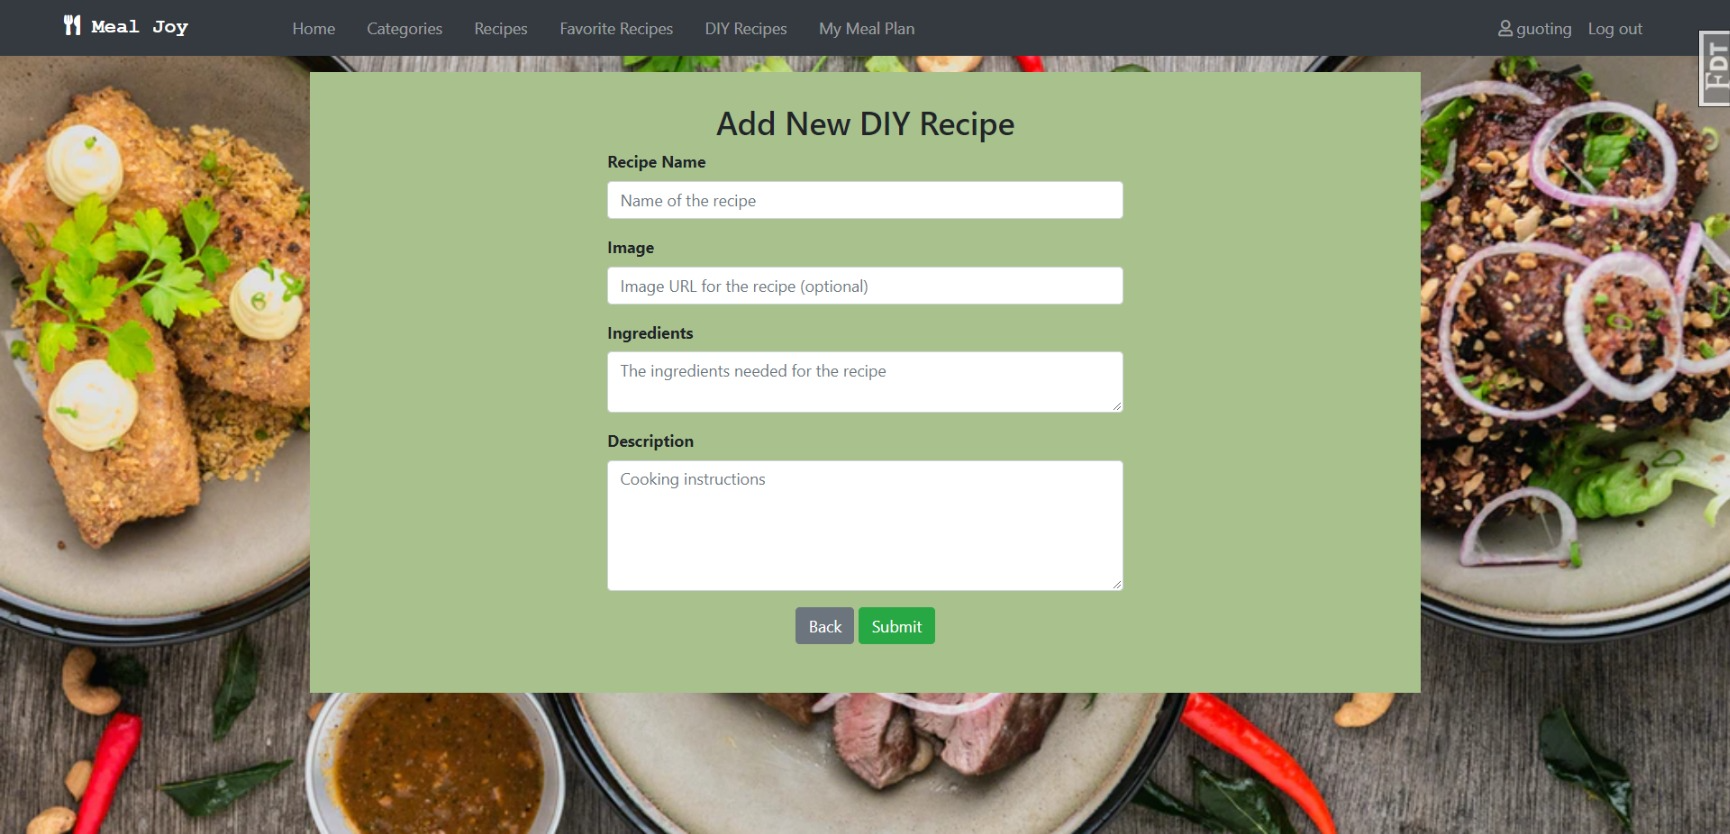 Meal Joy
Home
Categories
Recipes
Favorite Recipes
DIY Recipes
My Meal Plan
guoting
Log out
EDT
Add New DIY Recipe
Recipe Name
Name of the recipe
Image
Image URL for the recipe (optional)
Ingredients
The ingredients needed for the recipe
Description
Cooking instructions
Back
Submit